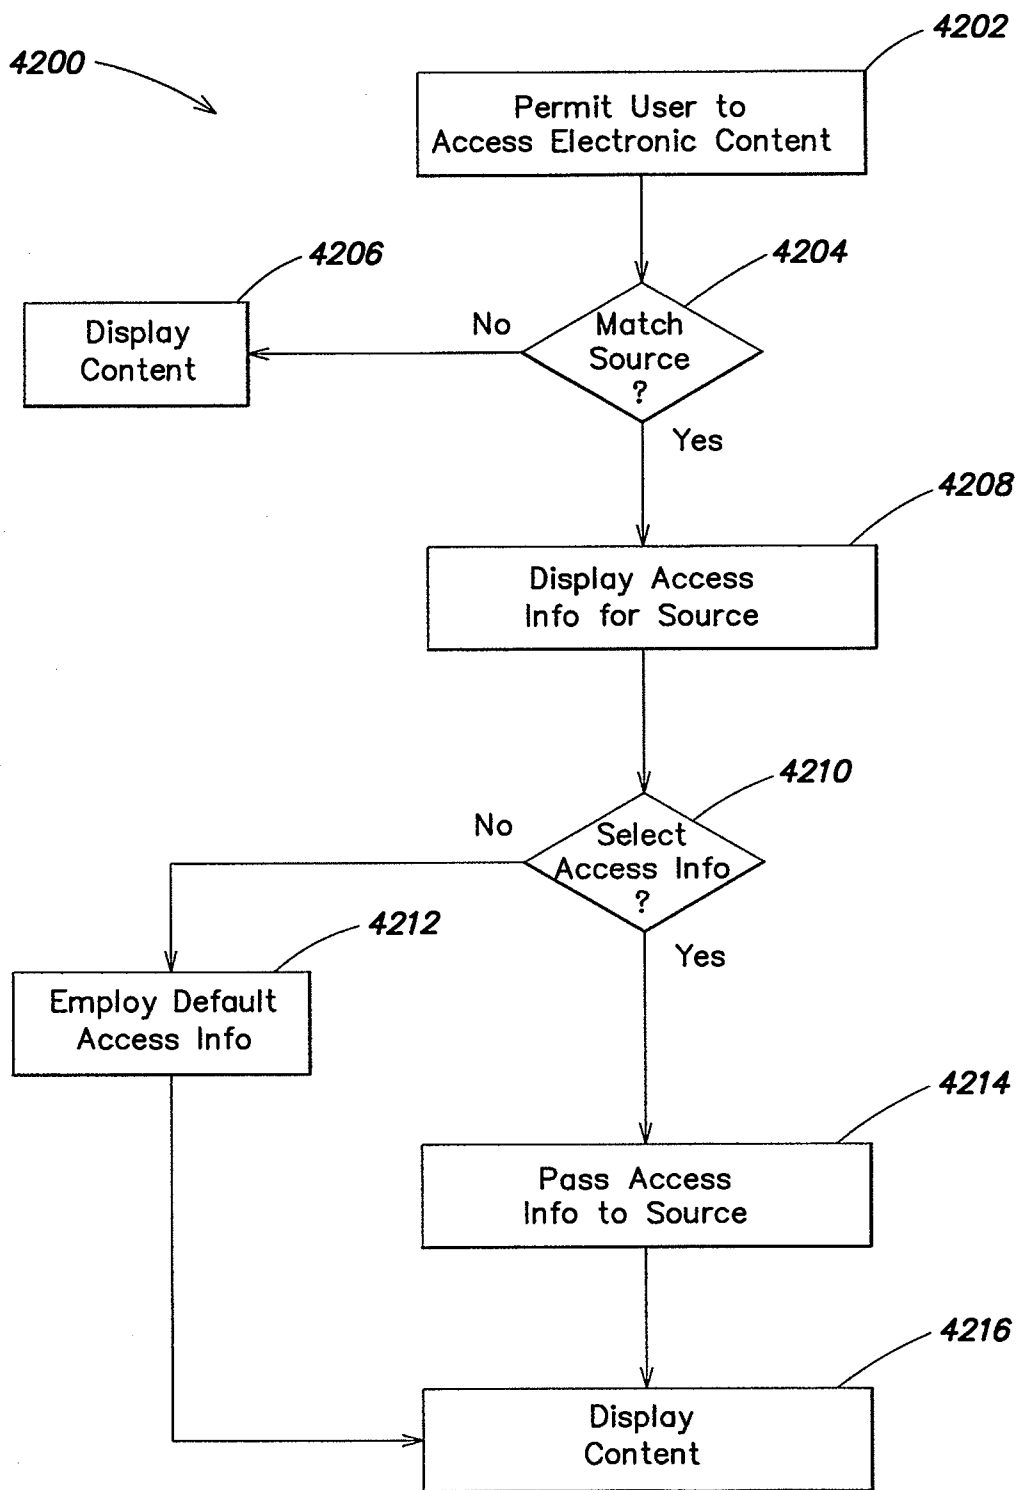 4202
4200
Permit User to
Access Electronic Content
4206
4204
Display
Content
No
Match
Source
?
Yes
4208
Display Access
Info for Source
4210
No
Select
Access Info
?
4212
Yes
Employ Default
Access Info
4214
Pass Access
Info to Source
4216
Display
Content